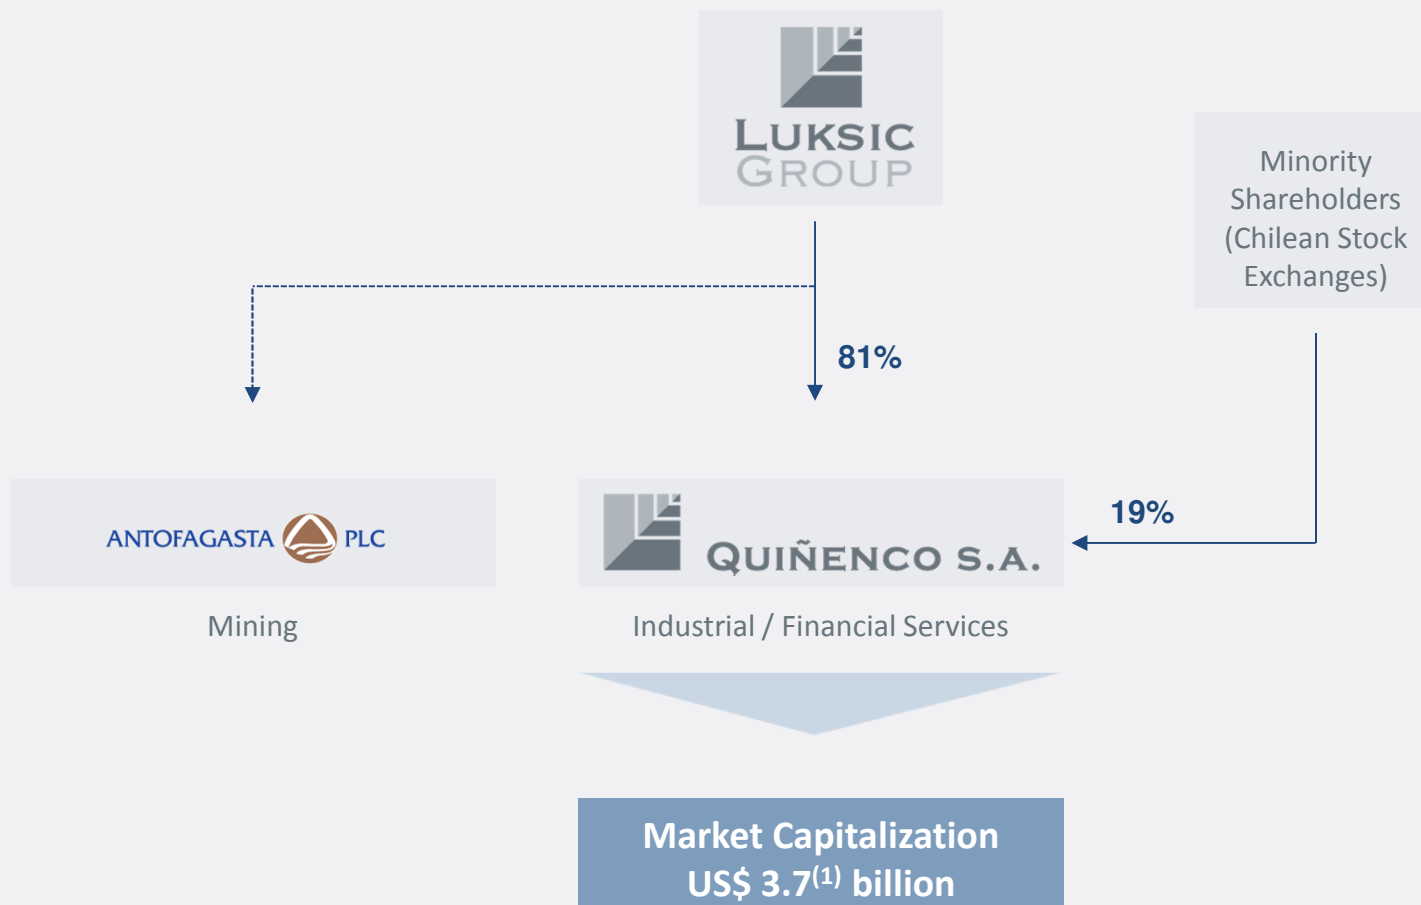 LUKSIC
GROUP
Minority
Shareholders
(Chilean Stock
Exchanges)
81%
19%
ANTOFAGASTA PLC
QUIÑENCO S.A.
Mining
Industrial / Financial Services
Market Capitalization
US$ 3.7(1) billion